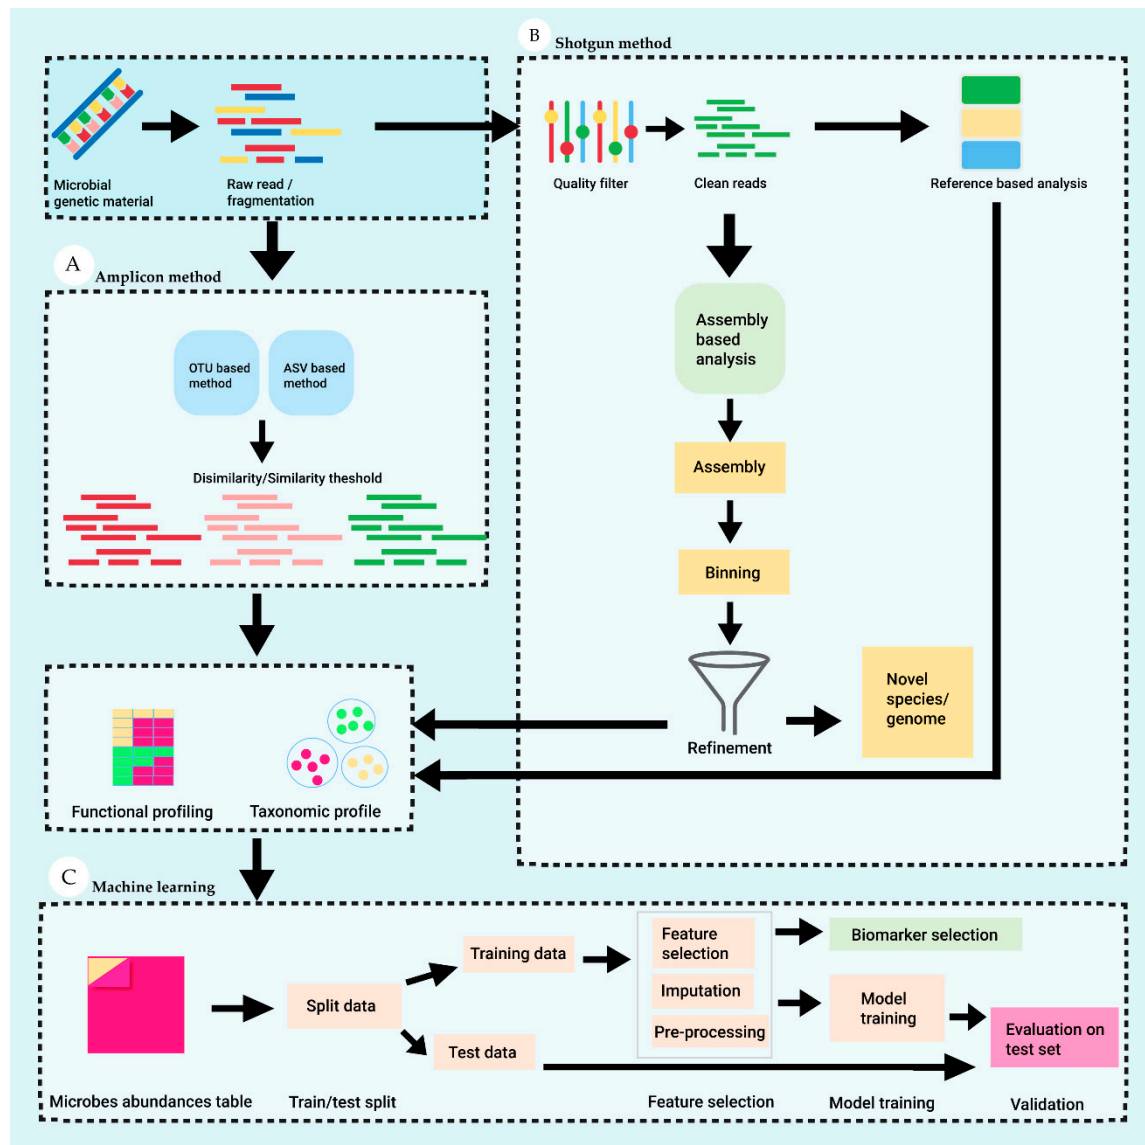 B
Shotgun method
Microbial
genetic material
Raw read /
fragmentation
Quality filter
Clean reads
Reference based analysis
A
Amplicon method
OTU based
method
ASV based
method
Disimilarity/Similarity theshold
Assembly
based
analysis
Assembly
Binning
Refinement
Novel
species/
genome
Functional profiling
Taxonomic profile
C
Machine learning
Split data
Training data
Test data
Feature
selection
Imputation
Pre-processing
Biomarker selection
Model
training
Evaluation on
test set
Microbes abundances table
Train/test split
Feature selection
Model training
Validation